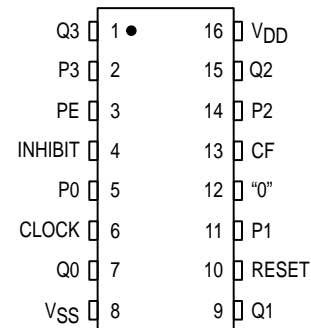 Q3 1 16 VDD
P3 2 15 Q2
PE 3 14 P2
INHIBIT 4 13 CF
P0 5 12 “0”
CLOCK 6 11 P1
Q0 7 10 RESET
VSS 8 9 Q1